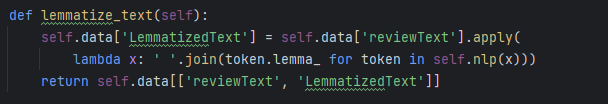 def lemmatize_text(self):
    self.data['LemmatizedText'] = self.data['reviewText'].apply(
        lambda x: ' '.join(token.lemma_ for token in self.nlp(x)))
    return self.data[['reviewText', 'LemmatizedText']]